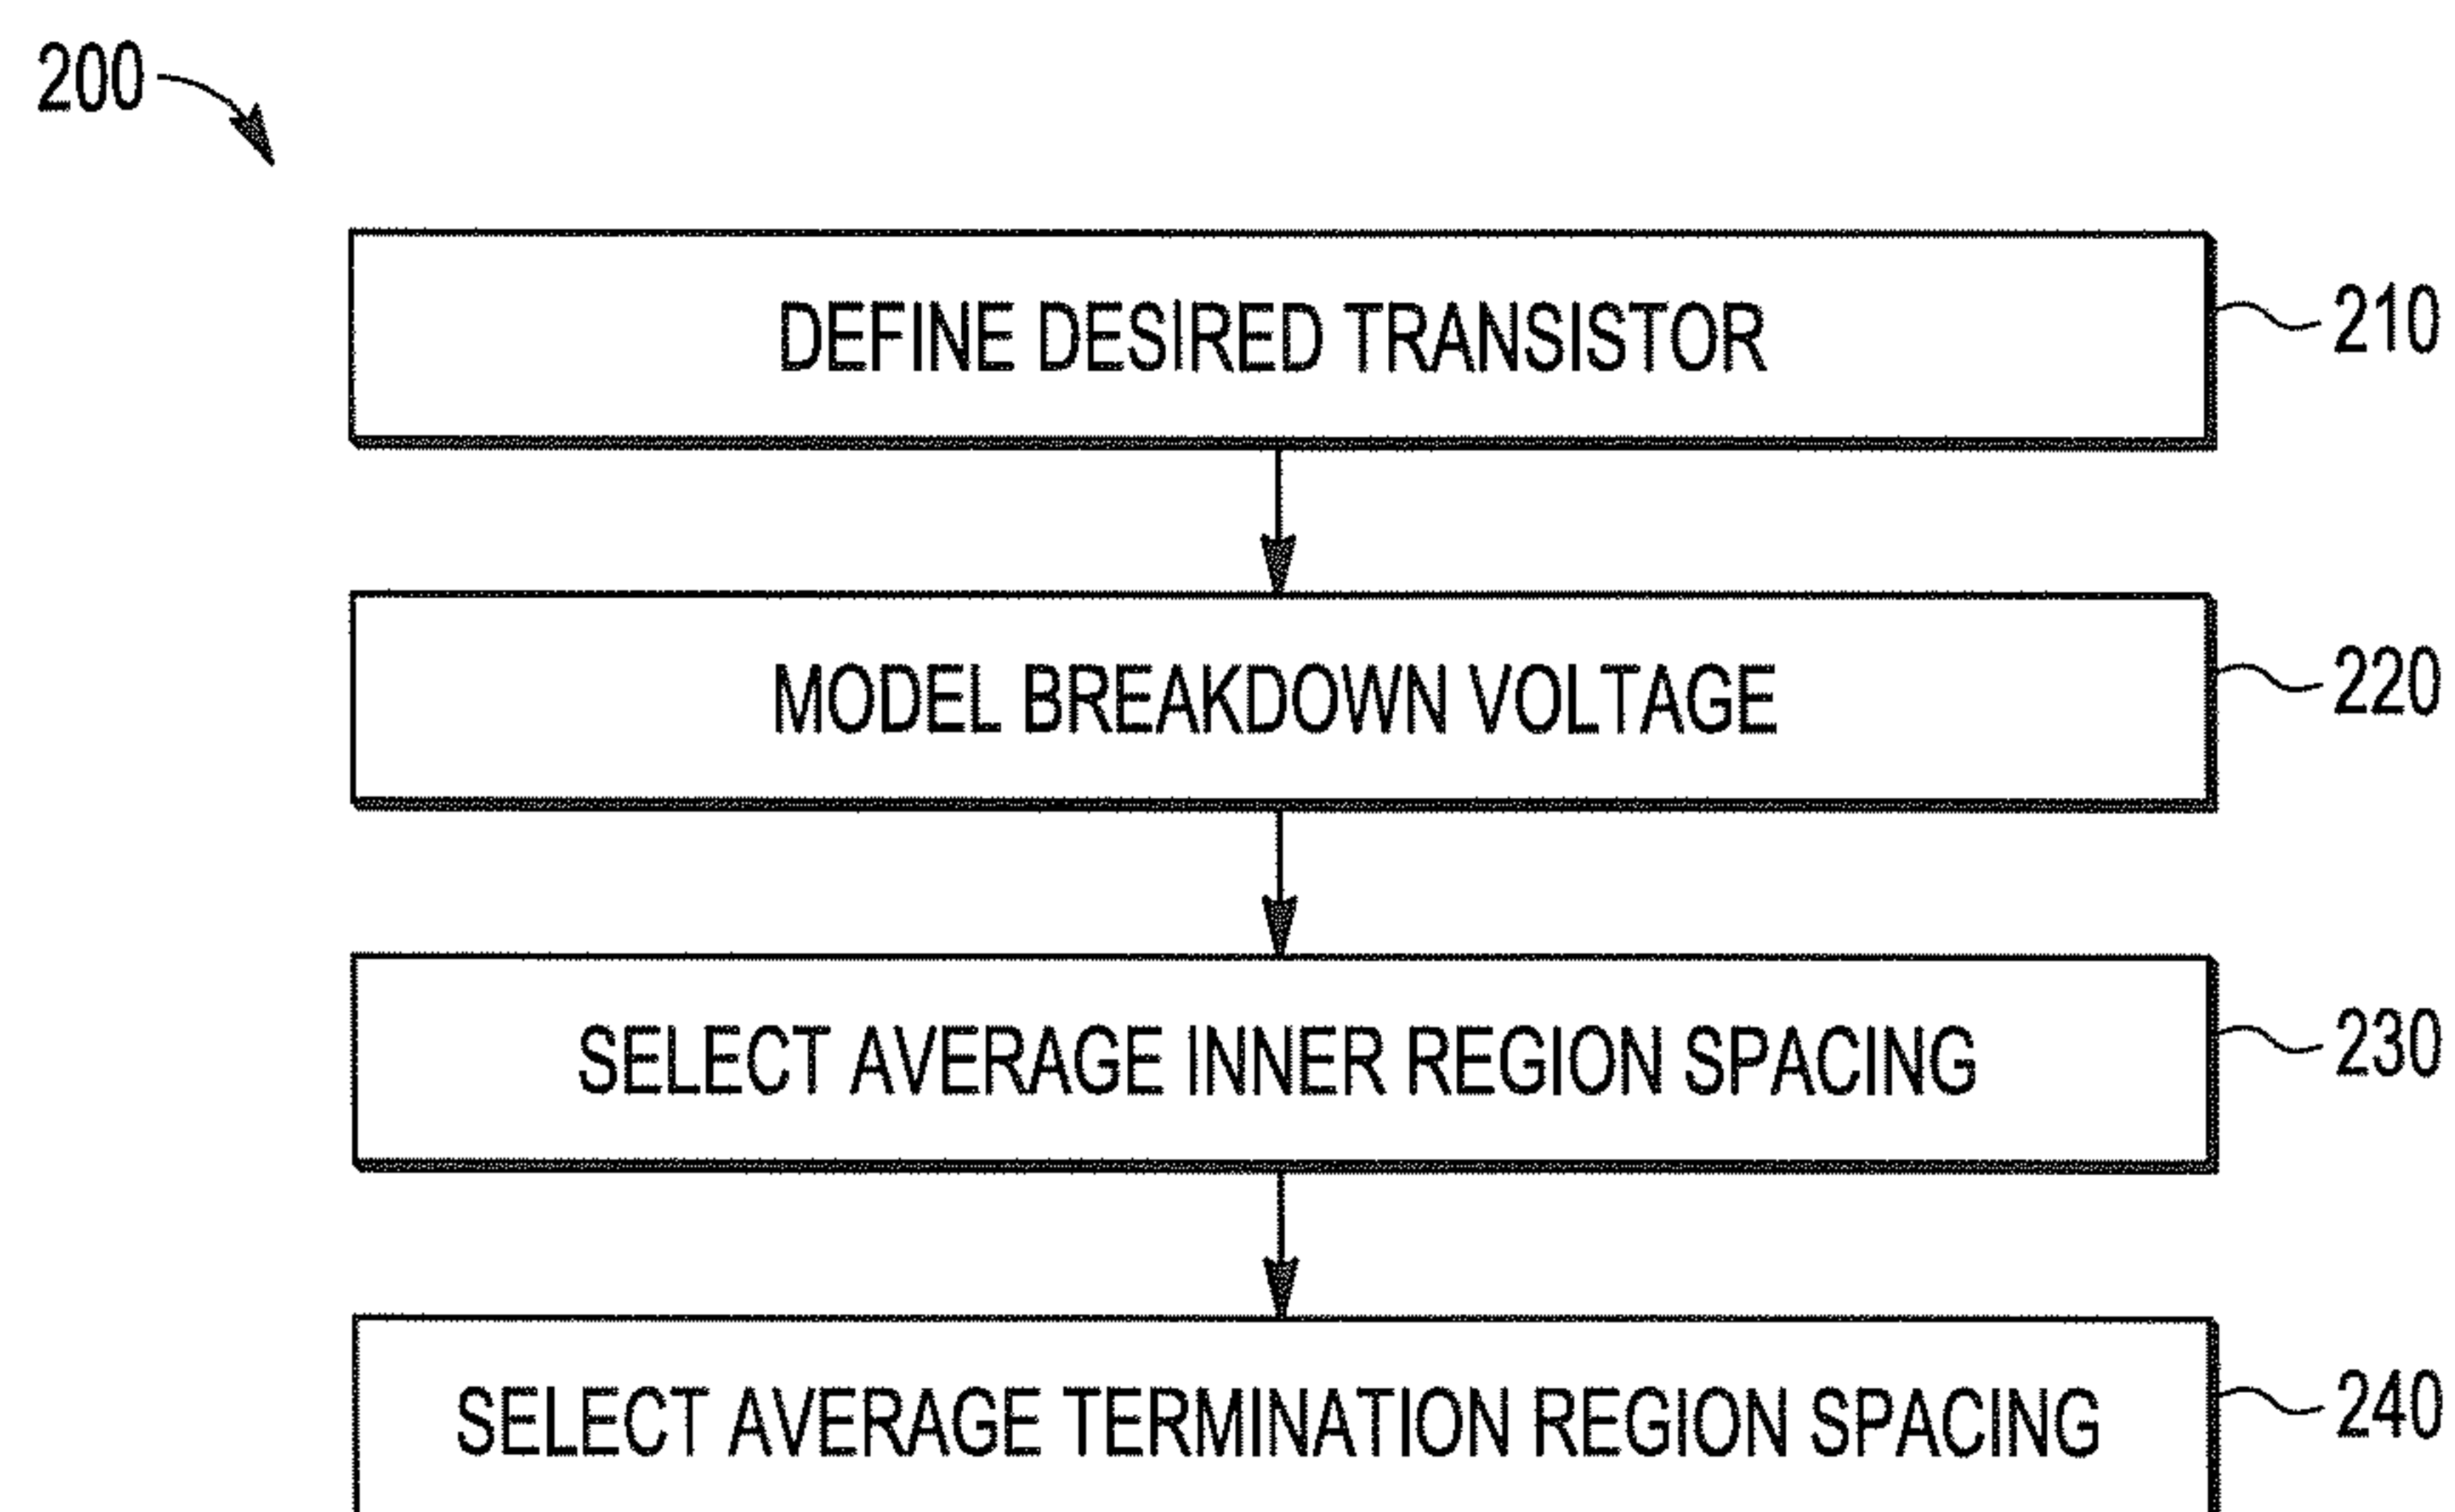 200
DEFINE DESIRED TRANSISTOR
210
MODEL BREAKDOWN VOLTAGE
220
SELECT AVERAGE INNER REGION SPACING
230
SELECT AVERAGE TERMINATION REGION SPACING
240